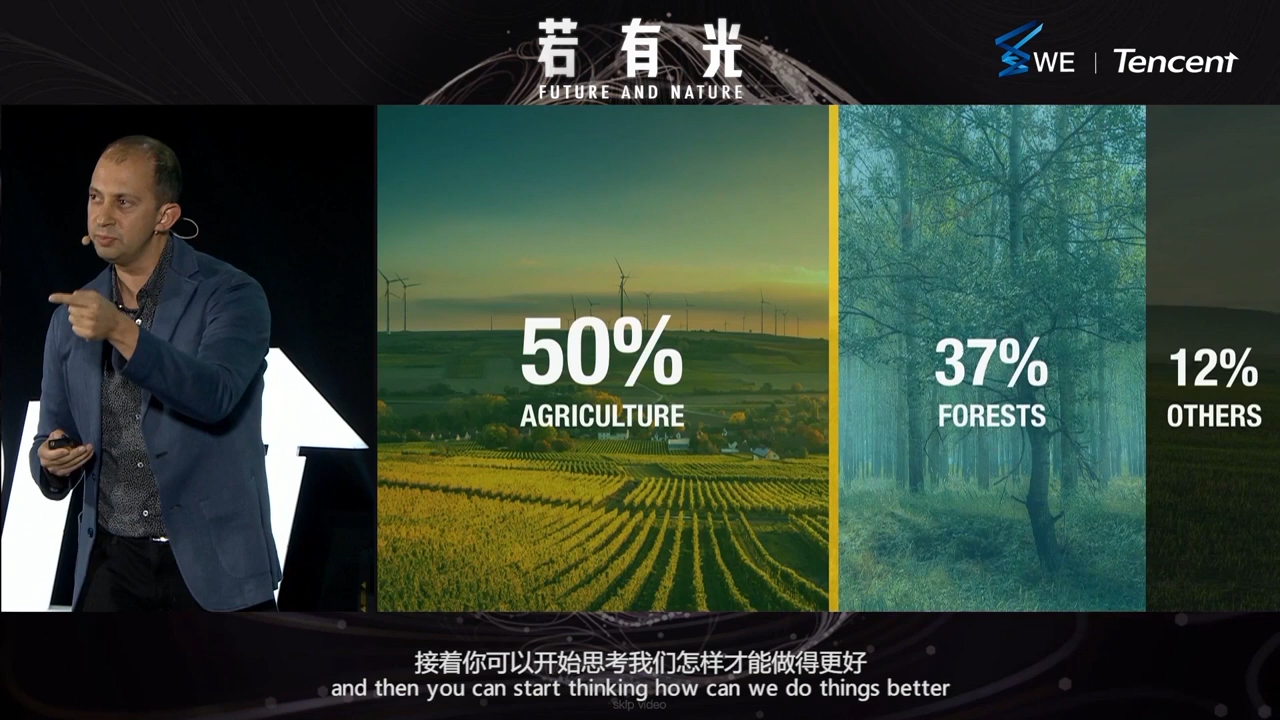 若有光
FUTURE AND NATURE
WE | Tencent
50%
AGRICULTURE
37%
FORESTS
12%
OTHERS
接着你可以开始思考我们怎样才能做得更好
and then you can start thinking how can we do things better
skip video